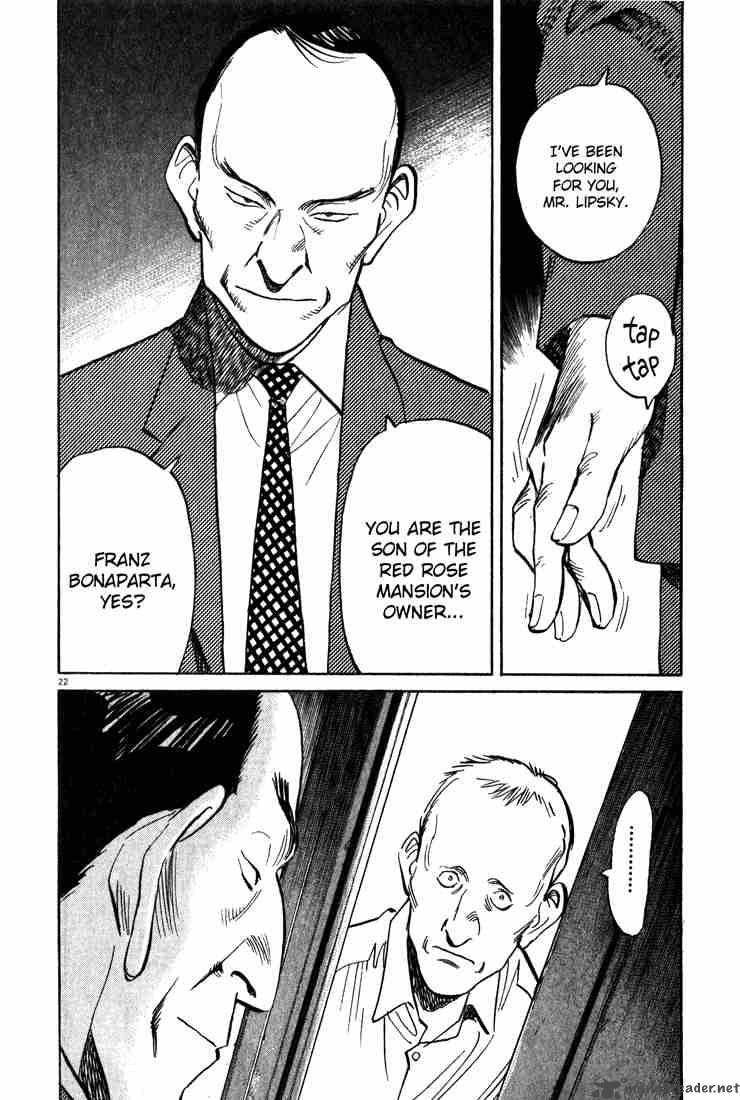 I'VE BEEN
LOOKING
FOR YOU,
MR. LIPSKY.
tap
tap
YOU ARE THE
SON OF THE
RED ROSE
MANSION'S
OWNER...
FRANZ
BONAPARTA,
YES?
22
.........